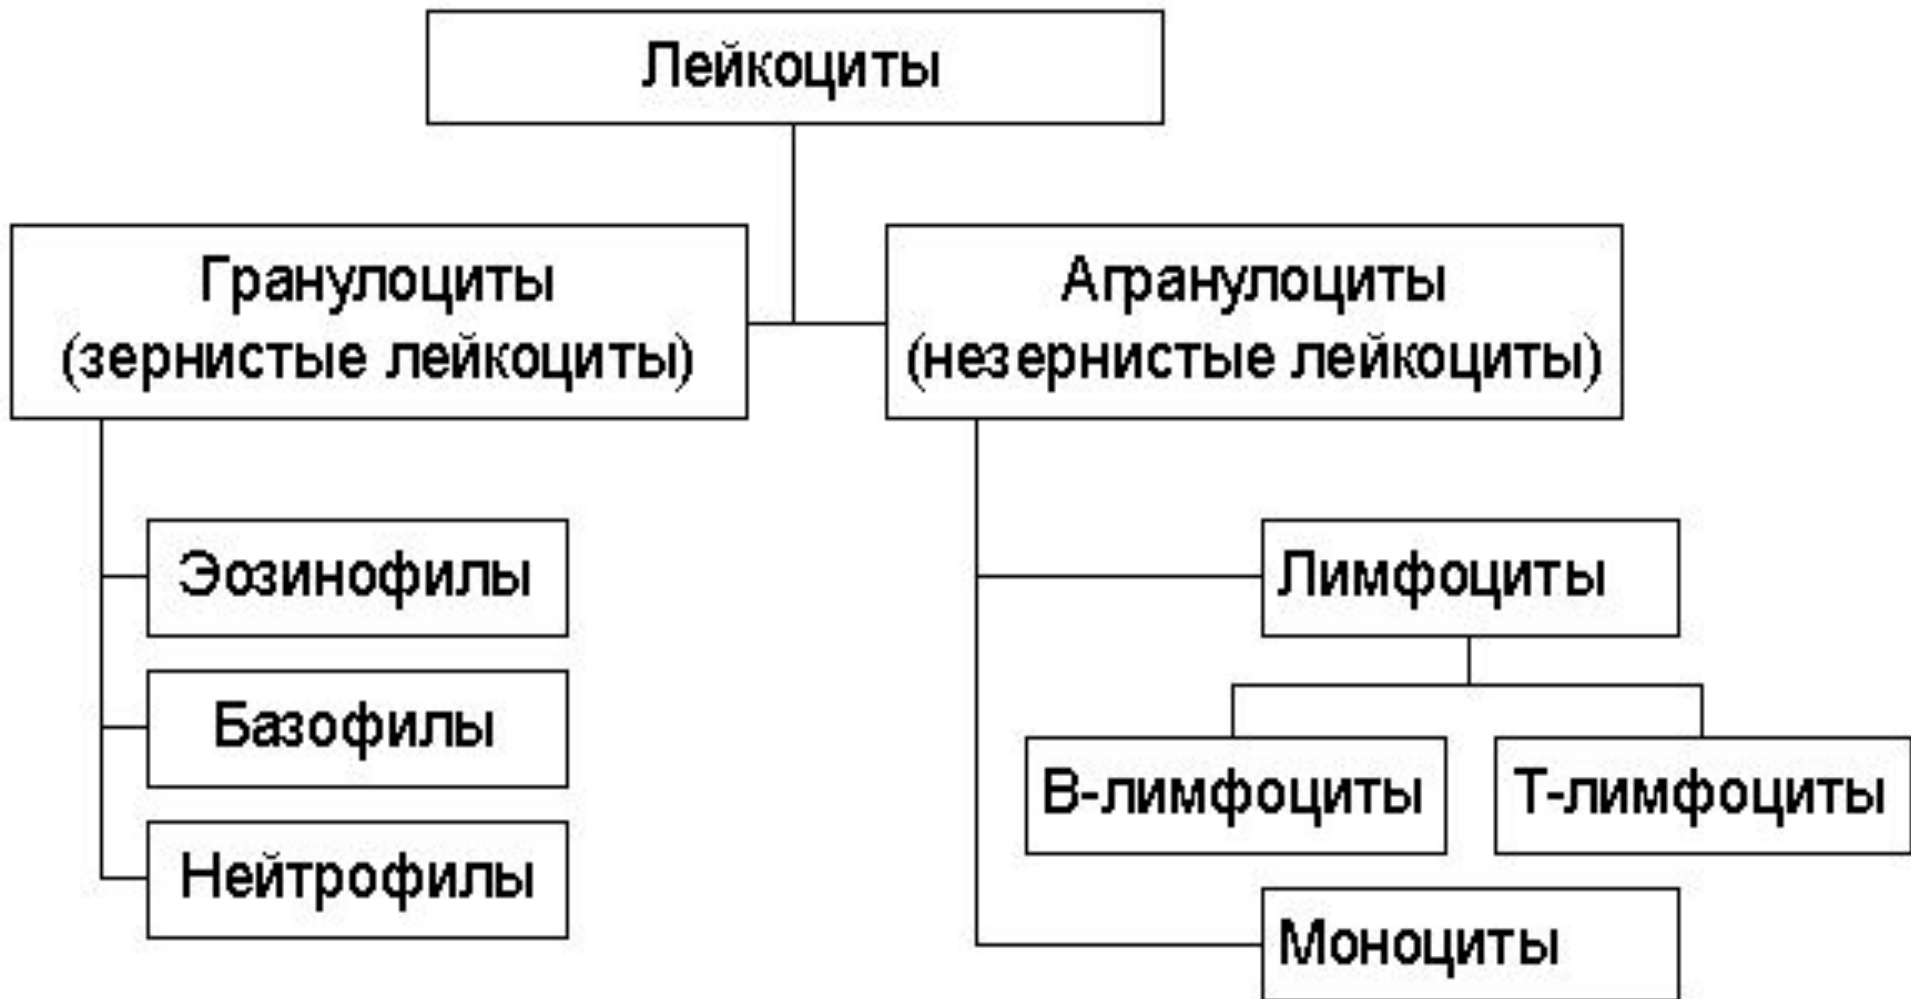 Лейкоциты
Гранулоциты
(зернистые лейкоциты)
Агранулоциты
(незернистые лейкоциты)
Эозинофилы
Базофилы
Нейтрофилы
Лимфоциты
В-лимфоциты
Т-лимфоциты
Моноциты